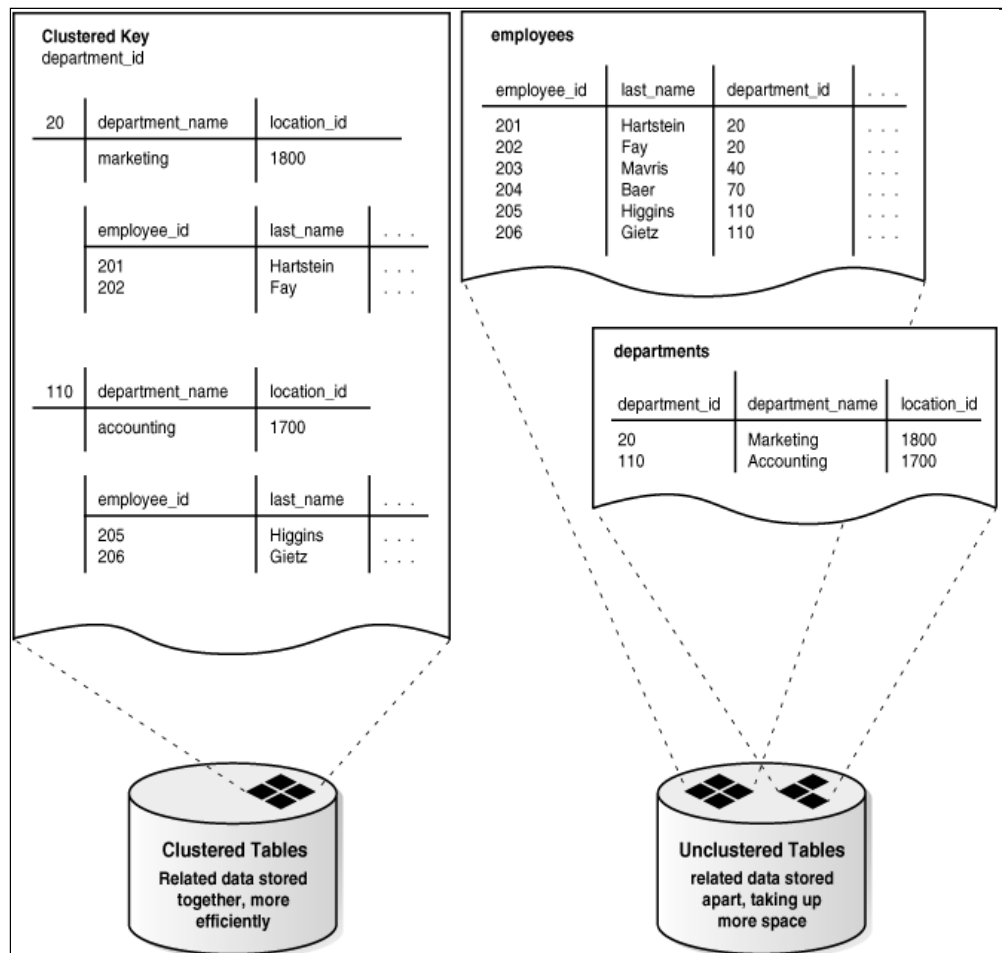 Clustered Key
department_id
20 department_name location_id
marketing 1800
employee_id last_name . . .
201 Hartstein . . .
202 Fay . . .
110 department_name location_id
accounting 1700
employee_id last_name . . .
205 Higgins . . .
206 Gietz . . .
employees
employee_id last_name department_id . . .
201 Hartstein 20 . . .
202 Fay 20 . . .
203 Mavris 40 . . .
204 Baer 70 . . .
205 Higgins 110 . . .
206 Gietz 110 . . .
departments
department_id department_name location_id
20 Marketing 1800
110 Accounting 1700
Clustered Tables
Related data stored
together, more
efficiently
Unclustered Tables
related data stored
apart, taking up
more space